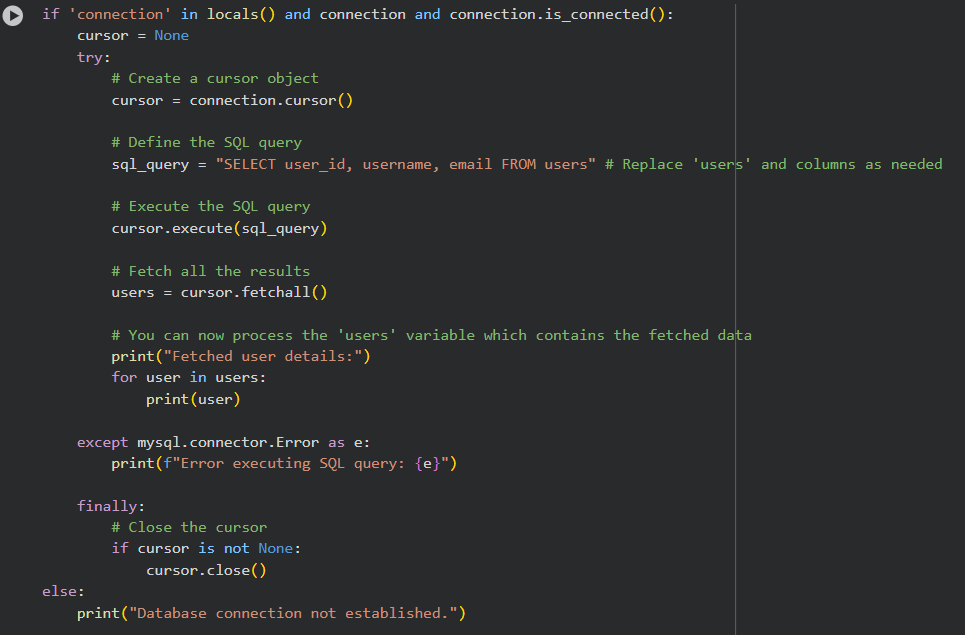 if 'connection' in locals() and connection and connection.is_connected():
    cursor = None
    try:
        # Create a cursor object
        cursor = connection.cursor()

        # Define the SQL query
        sql_query = "SELECT user_id, username, email FROM users" # Replace 'users' and columns as needed

        # Execute the SQL query
        cursor.execute(sql_query)

        # Fetch all the results
        users = cursor.fetchall()

        # You can now process the 'users' variable which contains the fetched data
        print("Fetched user details:")
        for user in users:
            print(user)

    except mysql.connector.Error as e:
        print(f"Error executing SQL query: {e}")

    finally:
        # Close the cursor
        if cursor is not None:
            cursor.close()
else:
    print("Database connection not established.")